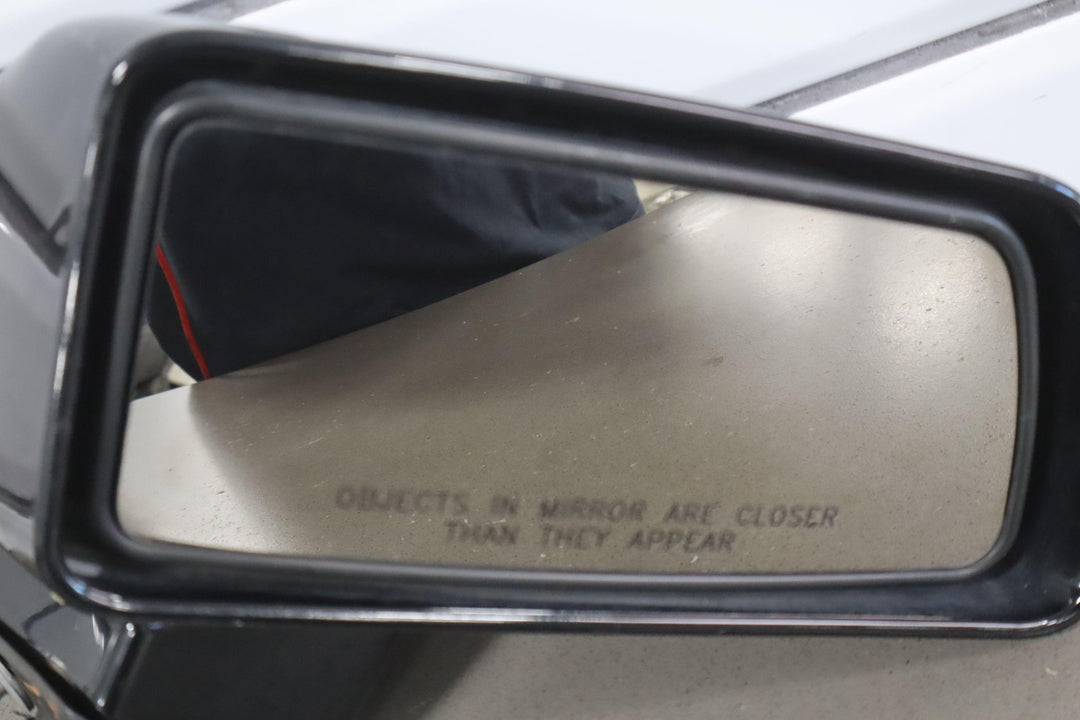 OBJECTS IN MIRROR ARE CLOSER
THAN THEY APPEAR